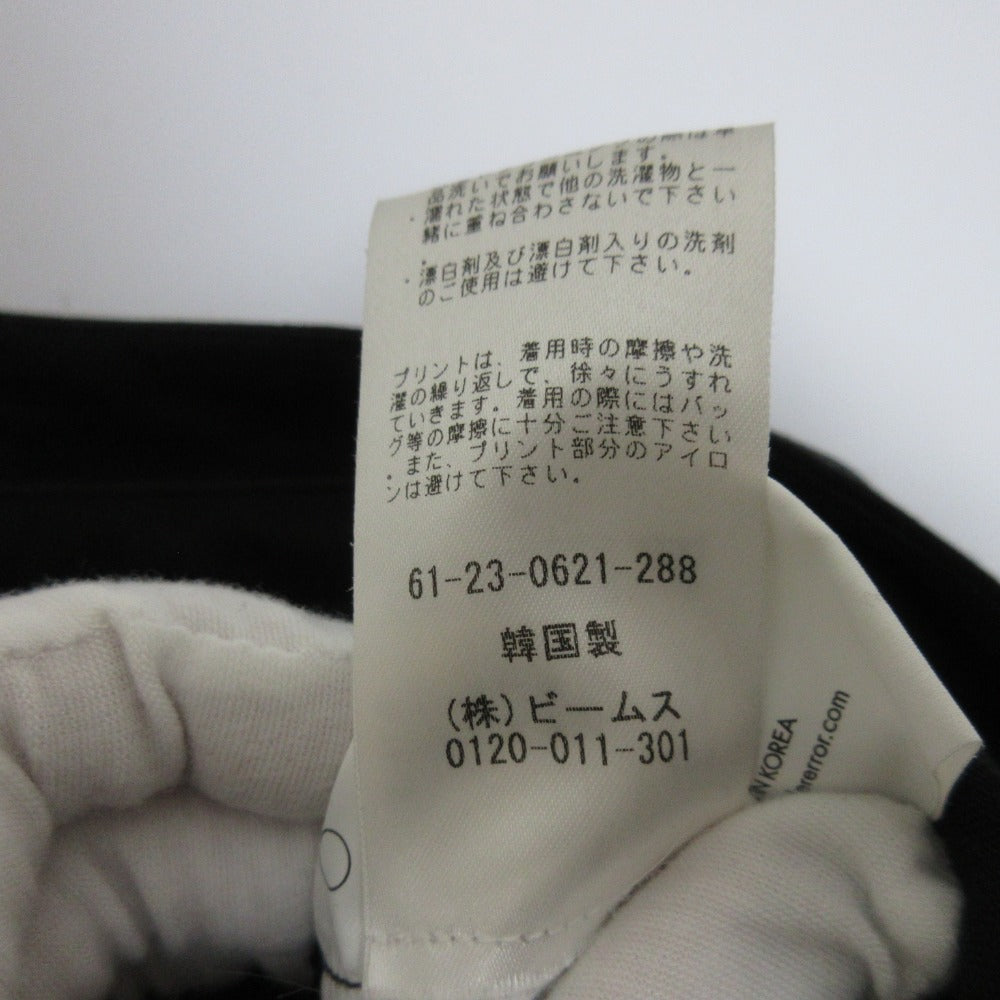 品洗いでお願いします。
・濡れた状態で他の洗濯物と一
緒に重ね合わさないで下さい
。
・漂白剤及び漂白剤入りの洗剤
のご使用は避けて下さい。
プリントは、着用時の摩擦や洗
濯の繰り返しで、徐々にうすれ
ていきます。着用の際にはバッ
グ等の摩擦に十分ご注意下さい
。また、プリント部分のアイロ
ンは避けて下さい。
61-23-0621-288
韓国製
(株)ビームス
0120-011-301
IN KOREA
ererror.com